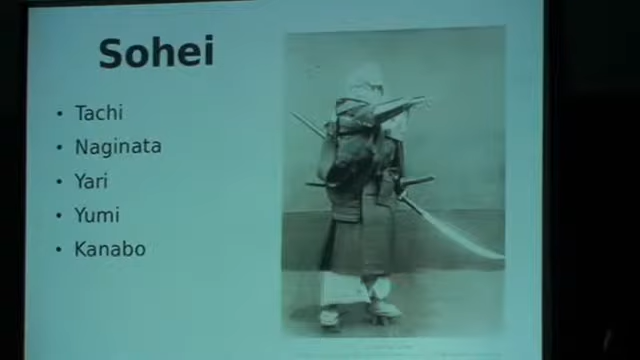 Sohei
• Tachi
• Naginata
• Yari
• Yumi
• Kanabo